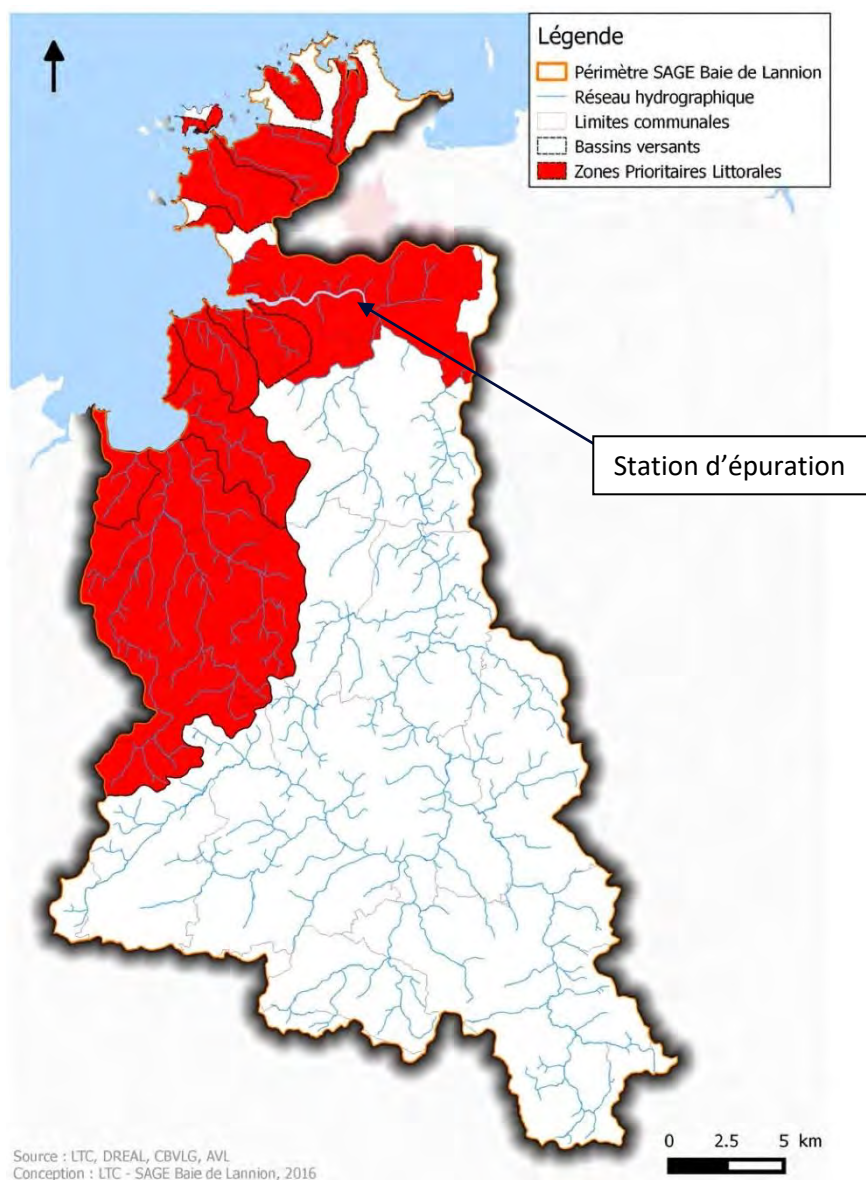 Légende
Périmètre SAGE Baie de Lannion
Réseau hydrographique
Limites communales
Bassins versants
Zones Prioritaires Littorales
Station d’épuration
0 2.5 5 km
Source : LTC, DREAL, CBVLG, AVL
Conception : LTC - SAGE Baie de Lannion, 2016